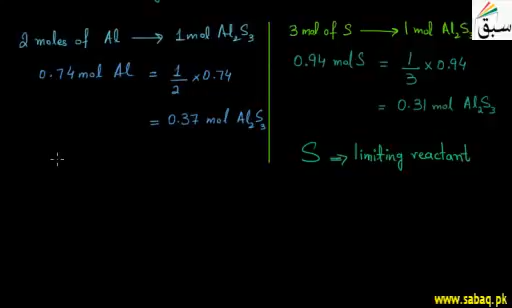 2 moles of Al → 1 mol Al₂S₃
0.74 mol Al = 1/2 × 0.74
= 0.37 mol Al₂S₃
3 mol of S → 1 mol Al₂S₃
0.94 mol S = 1/3 × 0.94
= 0.31 mol Al₂S₃
S ⇒ limiting reactant
سبق
www.sabaq.pk